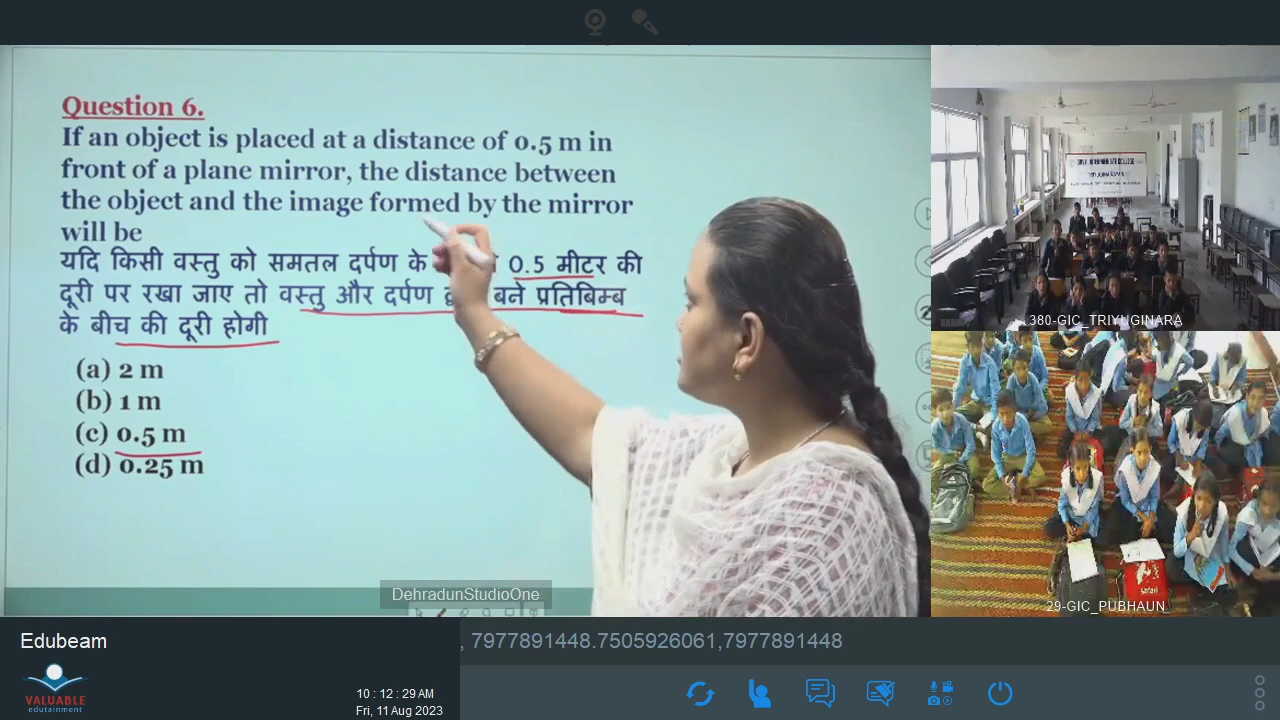 Question 6.
If an object is placed at a distance of 0.5 m in
front of a plane mirror, the distance between
the object and the image formed by the mirror
will be
यदि किसी वस्तु को समतल दर्पण के 0.5 मीटर की
दूरी पर रखा जाए तो वस्तु और दर्पण बने प्रतिबिम्ब
के बीच की दूरी होगी
(a) 2 m
(b) 1 m
(c) 0.5 m
(d) 0.25 m
DehradunStudioOne
380-GIC_TRIYUGINARA
29-GIC_PUBHAUN
safari
Edubeam
, 7977891448.7505926061,7977891448
VALUABLE
edutainment
10 : 12 : 29 AM
Fri, 11 Aug 2023